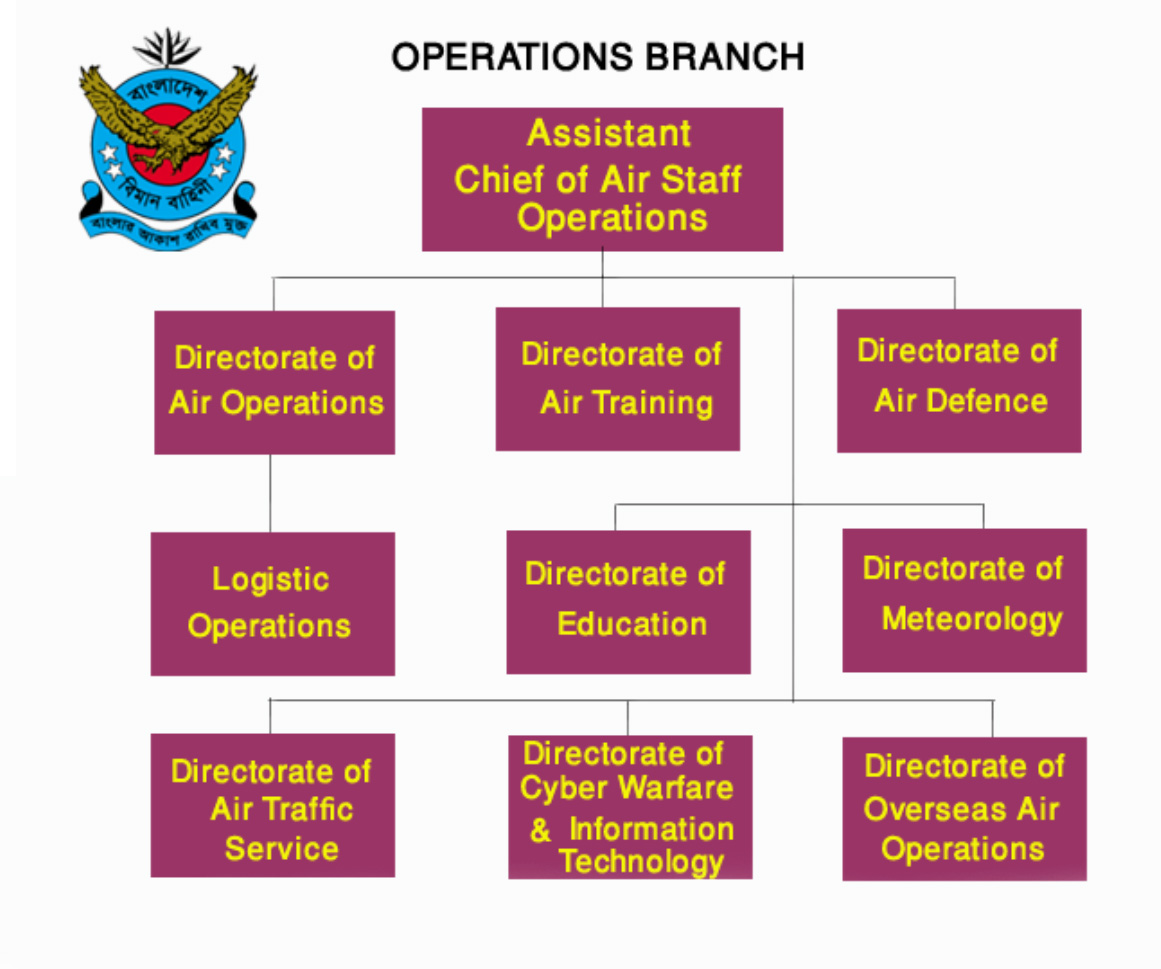 বাংলাদেশ
বিমান বাহিনী
বাংলার আকাশ রাখিব মুক্ত
OPERATIONS BRANCH
Assistant
Chief of Air Staff
Operations
Directorate of
Air Operations
Directorate of
Air Training
Directorate of
Air Defence
Logistic
Operations
Directorate of
Education
Directorate of
Meteorology
Directorate of
Air Traffic
Service
Directorate of
Cyber Warfare
& Information
Technology
Directorate of
Overseas Air
Operations